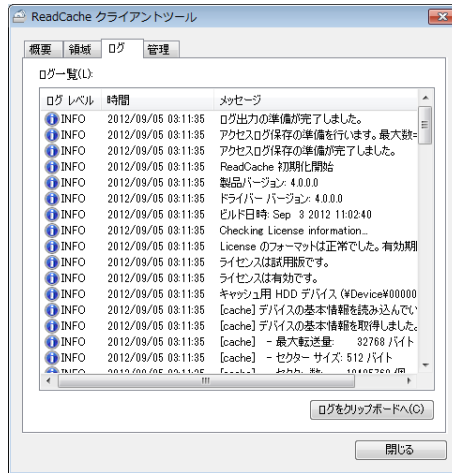 ReadCache クライアントツール
概要 領域 ログ 管理
ログ一覧(L):
ログ レベル 時間 メッセージ
INFO 2012/09/05 03:11:35 ログ出力の準備が完了しました。
INFO 2012/09/05 03:11:35 アクセスログ保存の準備を行います。最大数=
INFO 2012/09/05 03:11:35 アクセスログ保存の準備が完了しました。
INFO 2012/09/05 03:11:35 ReadCache 初期化開始
INFO 2012/09/05 03:11:35 製品バージョン: 4.0.0.0
INFO 2012/09/05 03:11:35 ドライバー バージョン: 4.0.0.0
INFO 2012/09/05 03:11:35 ビルド日時: Sep 3 2012 11:02:40
INFO 2012/09/05 03:11:35 Checking License information...
INFO 2012/09/05 03:11:35 License のフォーマットは正常でした。有効期
INFO 2012/09/05 03:11:35 ライセンスは試用版です。
INFO 2012/09/05 03:11:35 ライセンスは有効です。
INFO 2012/09/05 03:11:35 キャッシュ用 HDD デバイス (¥Device¥00000
INFO 2012/09/05 03:11:35 [cache] デバイスの基本情報を読み込んでい
INFO 2012/09/05 03:11:35 [cache] デバイスの基本情報を取得しました。
INFO 2012/09/05 03:11:35 [cache] - 最大転送量: 32768 バイト
INFO 2012/09/05 03:11:35 [cache] - セクター サイズ: 512 バイト
INFO 2012/09/05 03:11:35 [cache] - セクター 数:
ログをクリップボードへ(C)
閉じる